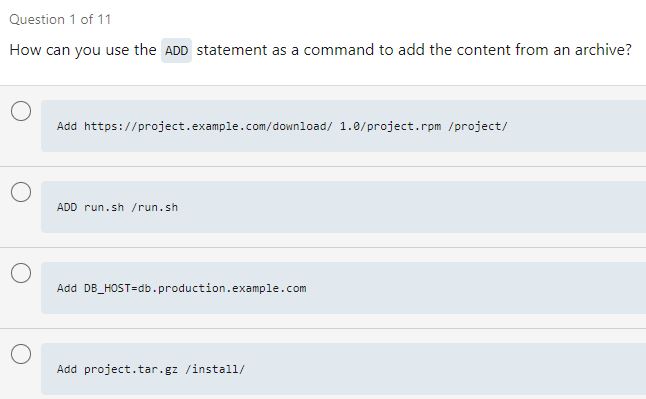 Question 1 of 11
How can you use the ADD statement as a command to add the content from an archive?
Add https://project.example.com/download/ 1.0/project.rpm /project/
ADD run.sh /run.sh
Add DB_HOST=db.production.example.com
Add project.tar.gz /install/